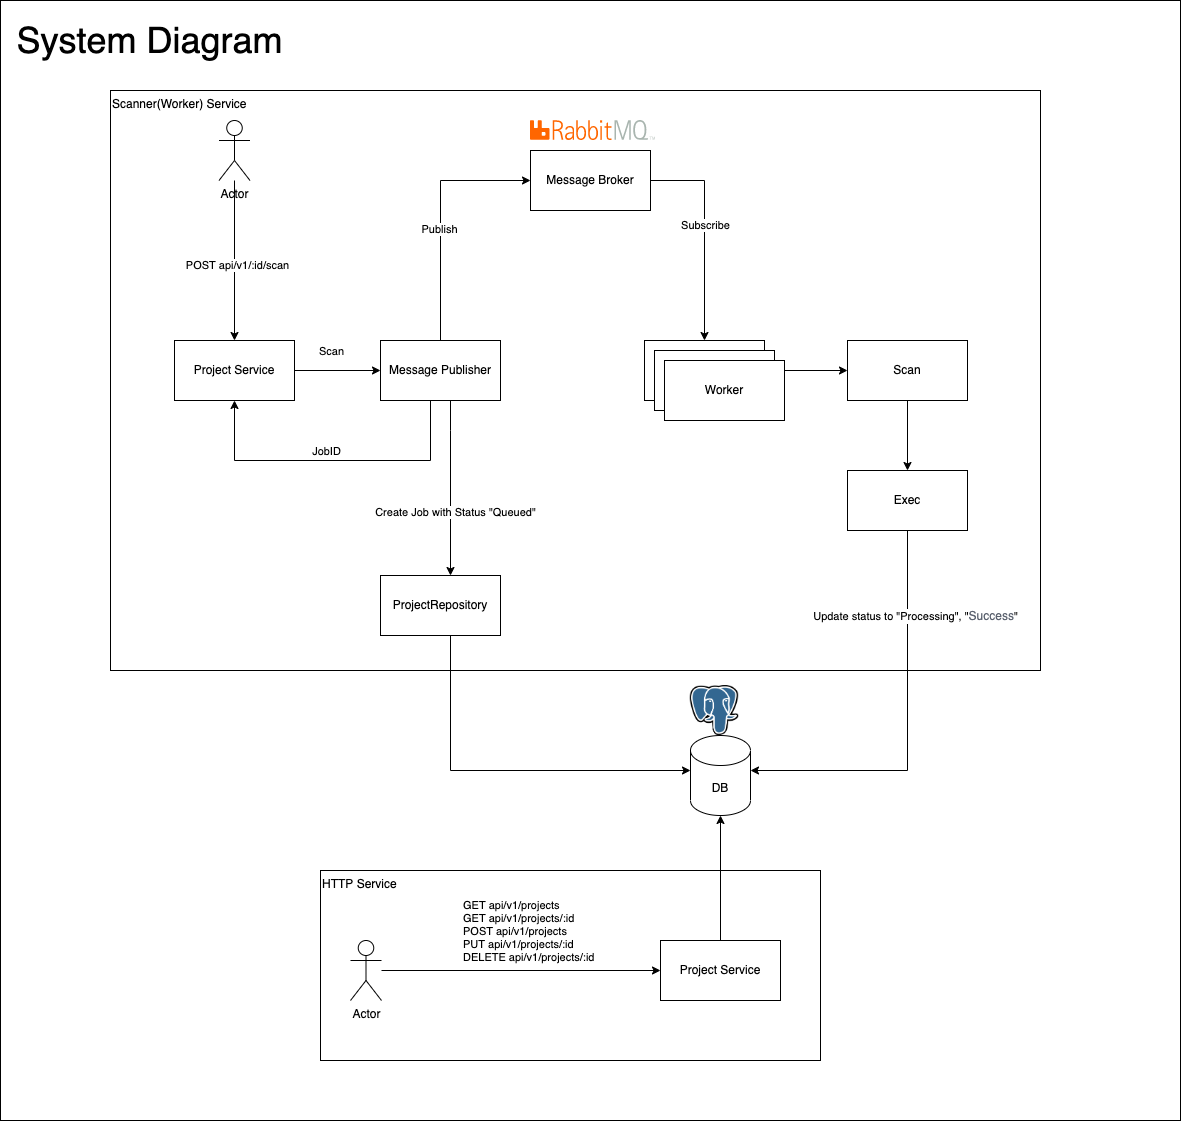 System Diagram
Scanner(Worker) Service
RabbitMQ
Actor
Message Broker
Publish
Subscribe
POST api/v1/:id/scan
Scan
Project Service
Message Publisher
Worker
Scan
JobID
Exec
Create Job with Status "Queued"
ProjectRepository
Update status to "Processing", "Success"
DB
HTTP Service
GET api/v1/projects
GET api/v1/projects/:id
POST api/v1/projects
PUT api/v1/projects/:id
DELETE api/v1/projects/:id
Project Service
Actor